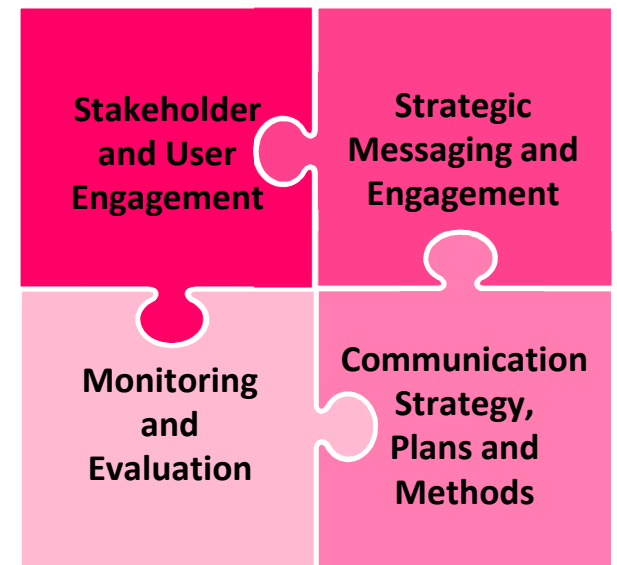 Stakeholder
and User
Engagement
Strategic
Messaging and
Engagement
Monitoring
and
Evaluation
Communication
Strategy,
Plans and
Methods